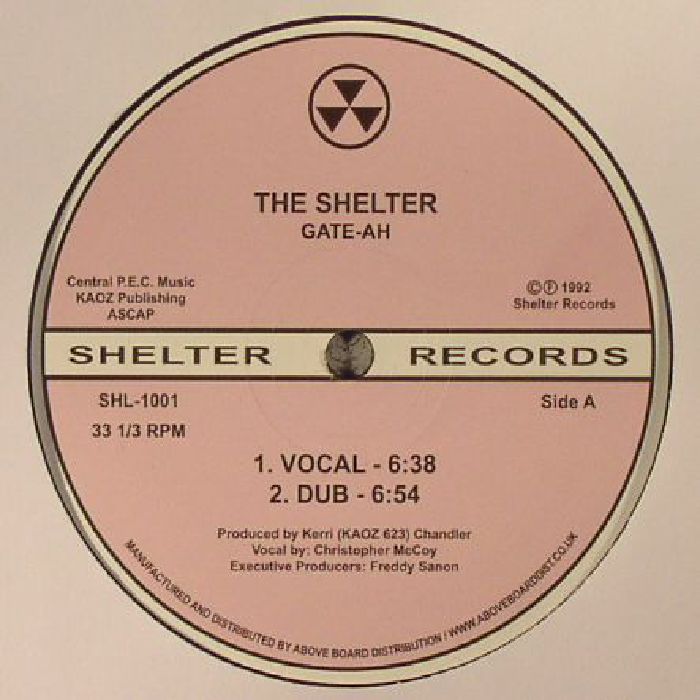 THE SHELTER
GATE-AH
Central P.E.C. Music
KAOZ Publishing
ASCAP
Ⓒ Ⓟ 1992
Shelter Records
SHELTER RECORDS
SHL-1001
33 1/3 RPM
Side A
1. VOCAL - 6:38
2. DUB - 6:54
Produced by Kerri (KAOZ 623) Chandler
Vocal by: Christopher McCoy
Executive Producers: Freddy Sanon
MANUFACTURED AND DISTRIBUTED BY ABOVE BOARD DISTRIBUTION / WWW.ABOVEBOARDDIST.CO.UK